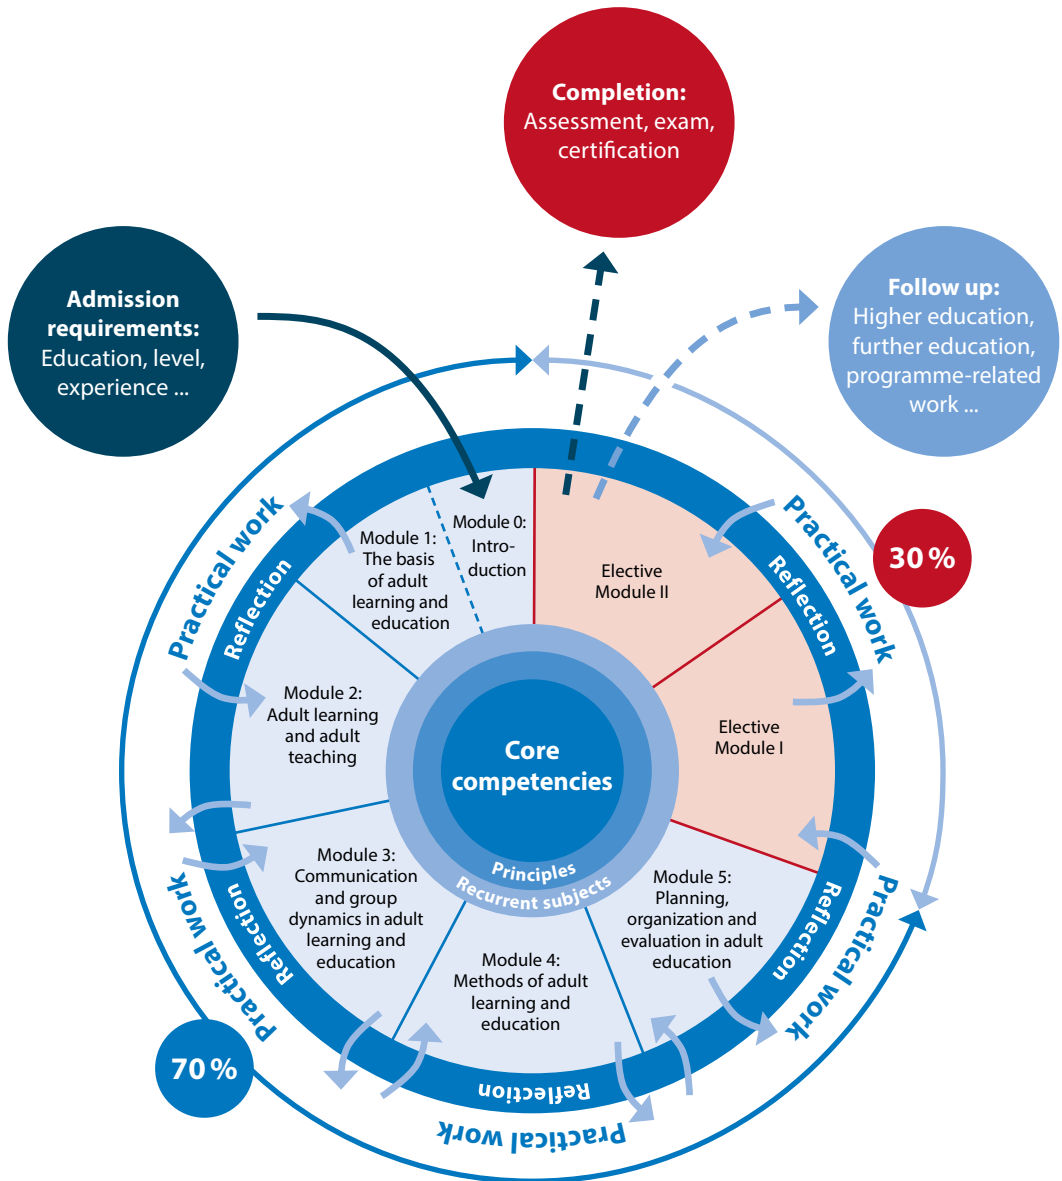 Completion:
Assessment, exam,
certification
Admission
requirements:
Education, level,
experience ...
Follow up:
Higher education,
further education,
programme-related
work ...
Module 0:
Intro-
duction
Module 1:
The basis
of adult
learning and
education
Module 2:
Adult learning
and adult
teaching
Module 3:
Communication
and group
dynamics in adult
learning and
education
Module 4:
Methods of adult
learning and
education
Module 5:
Planning,
organization and
evaluation in adult
education
Elective
Module I
Elective
Module II
Core
competencies
Principles
Recurrent subjects
Reflection
Reflection
Reflection
Reflection
Reflection
Practical work
Practical work
Practical work
Practical work
Practical work
30 %
70 %